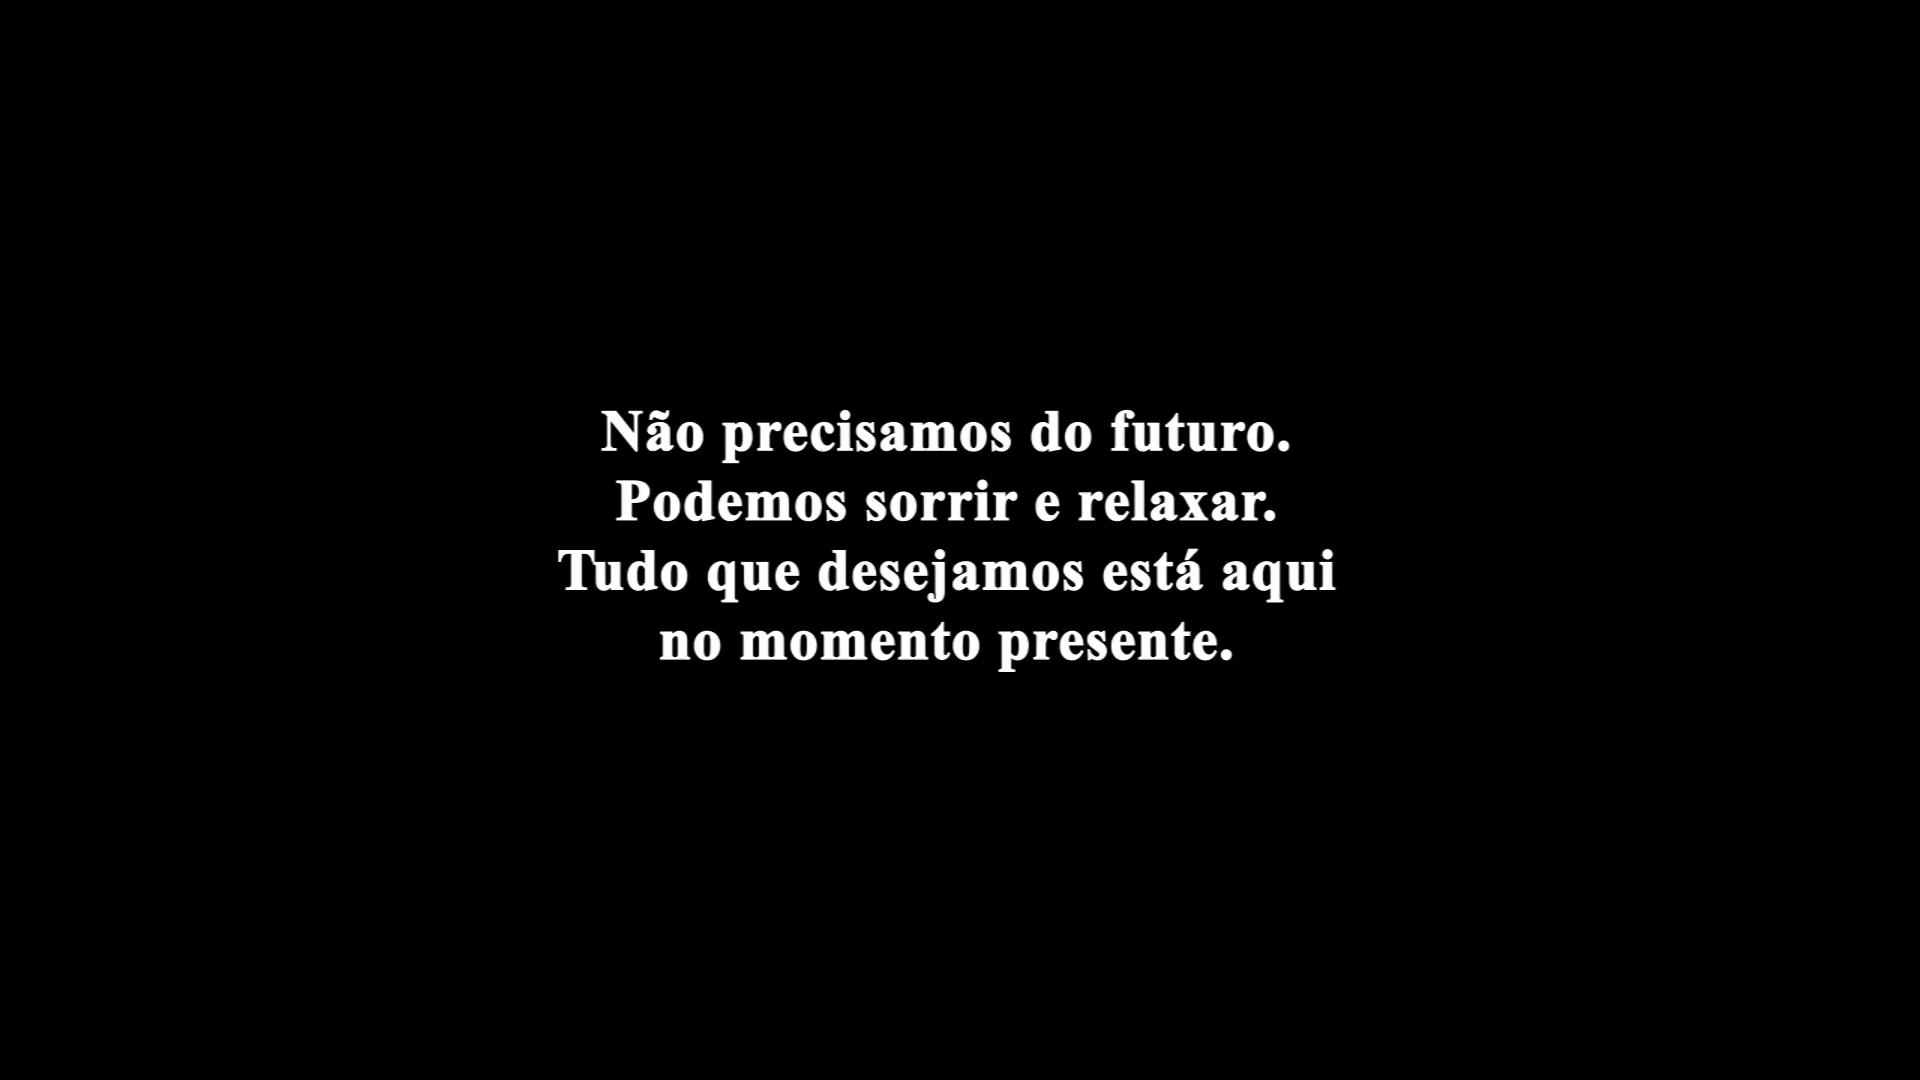 Não precisamos do futuro.
Podemos sorrir e relaxar.
Tudo que desejamos está aqui
no momento presente.